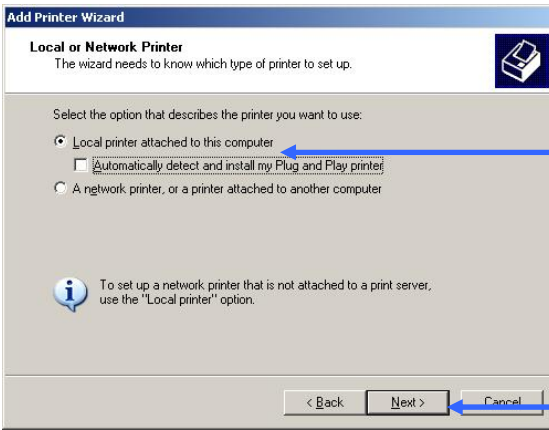 Add Printer Wizard
Local or Network Printer
The wizard needs to know which type of printer to set up.
Select the option that describes the printer you want to use:
Local printer attached to this computer
Automatically detect and install my Plug and Play printer
A network printer, or a printer attached to another computer
To set up a network printer that is not attached to a print server,
use the "Local printer" option.
< Back Next > Cancel